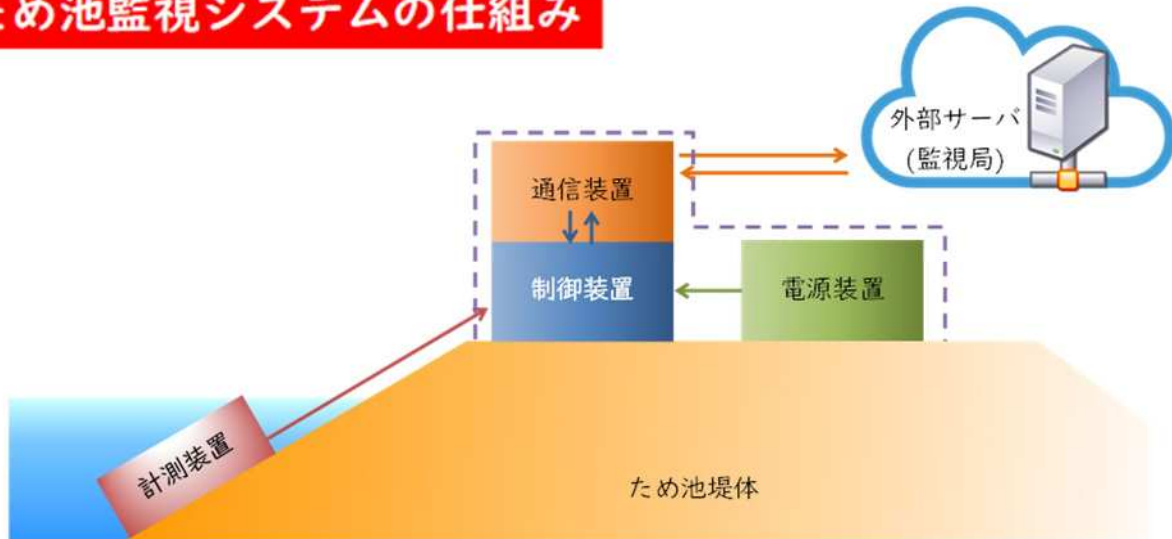 ため池監視システムの仕組み
外部サーバ
(監視局)
通信装置
制御装置
電源装置
計測装置
ため池堤体